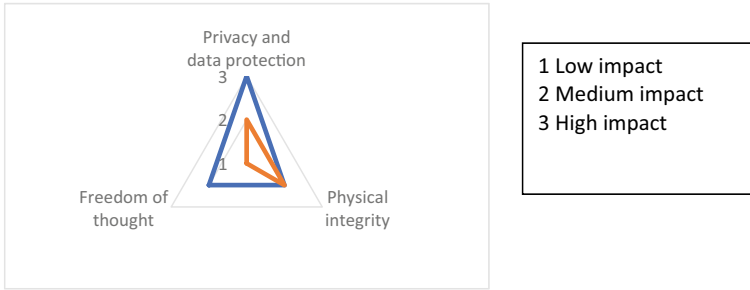 Privacy and
data protection
3
2
1
Freedom of
thought
Physical
integrity
1 Low impact
2 Medium impact
3 High impact